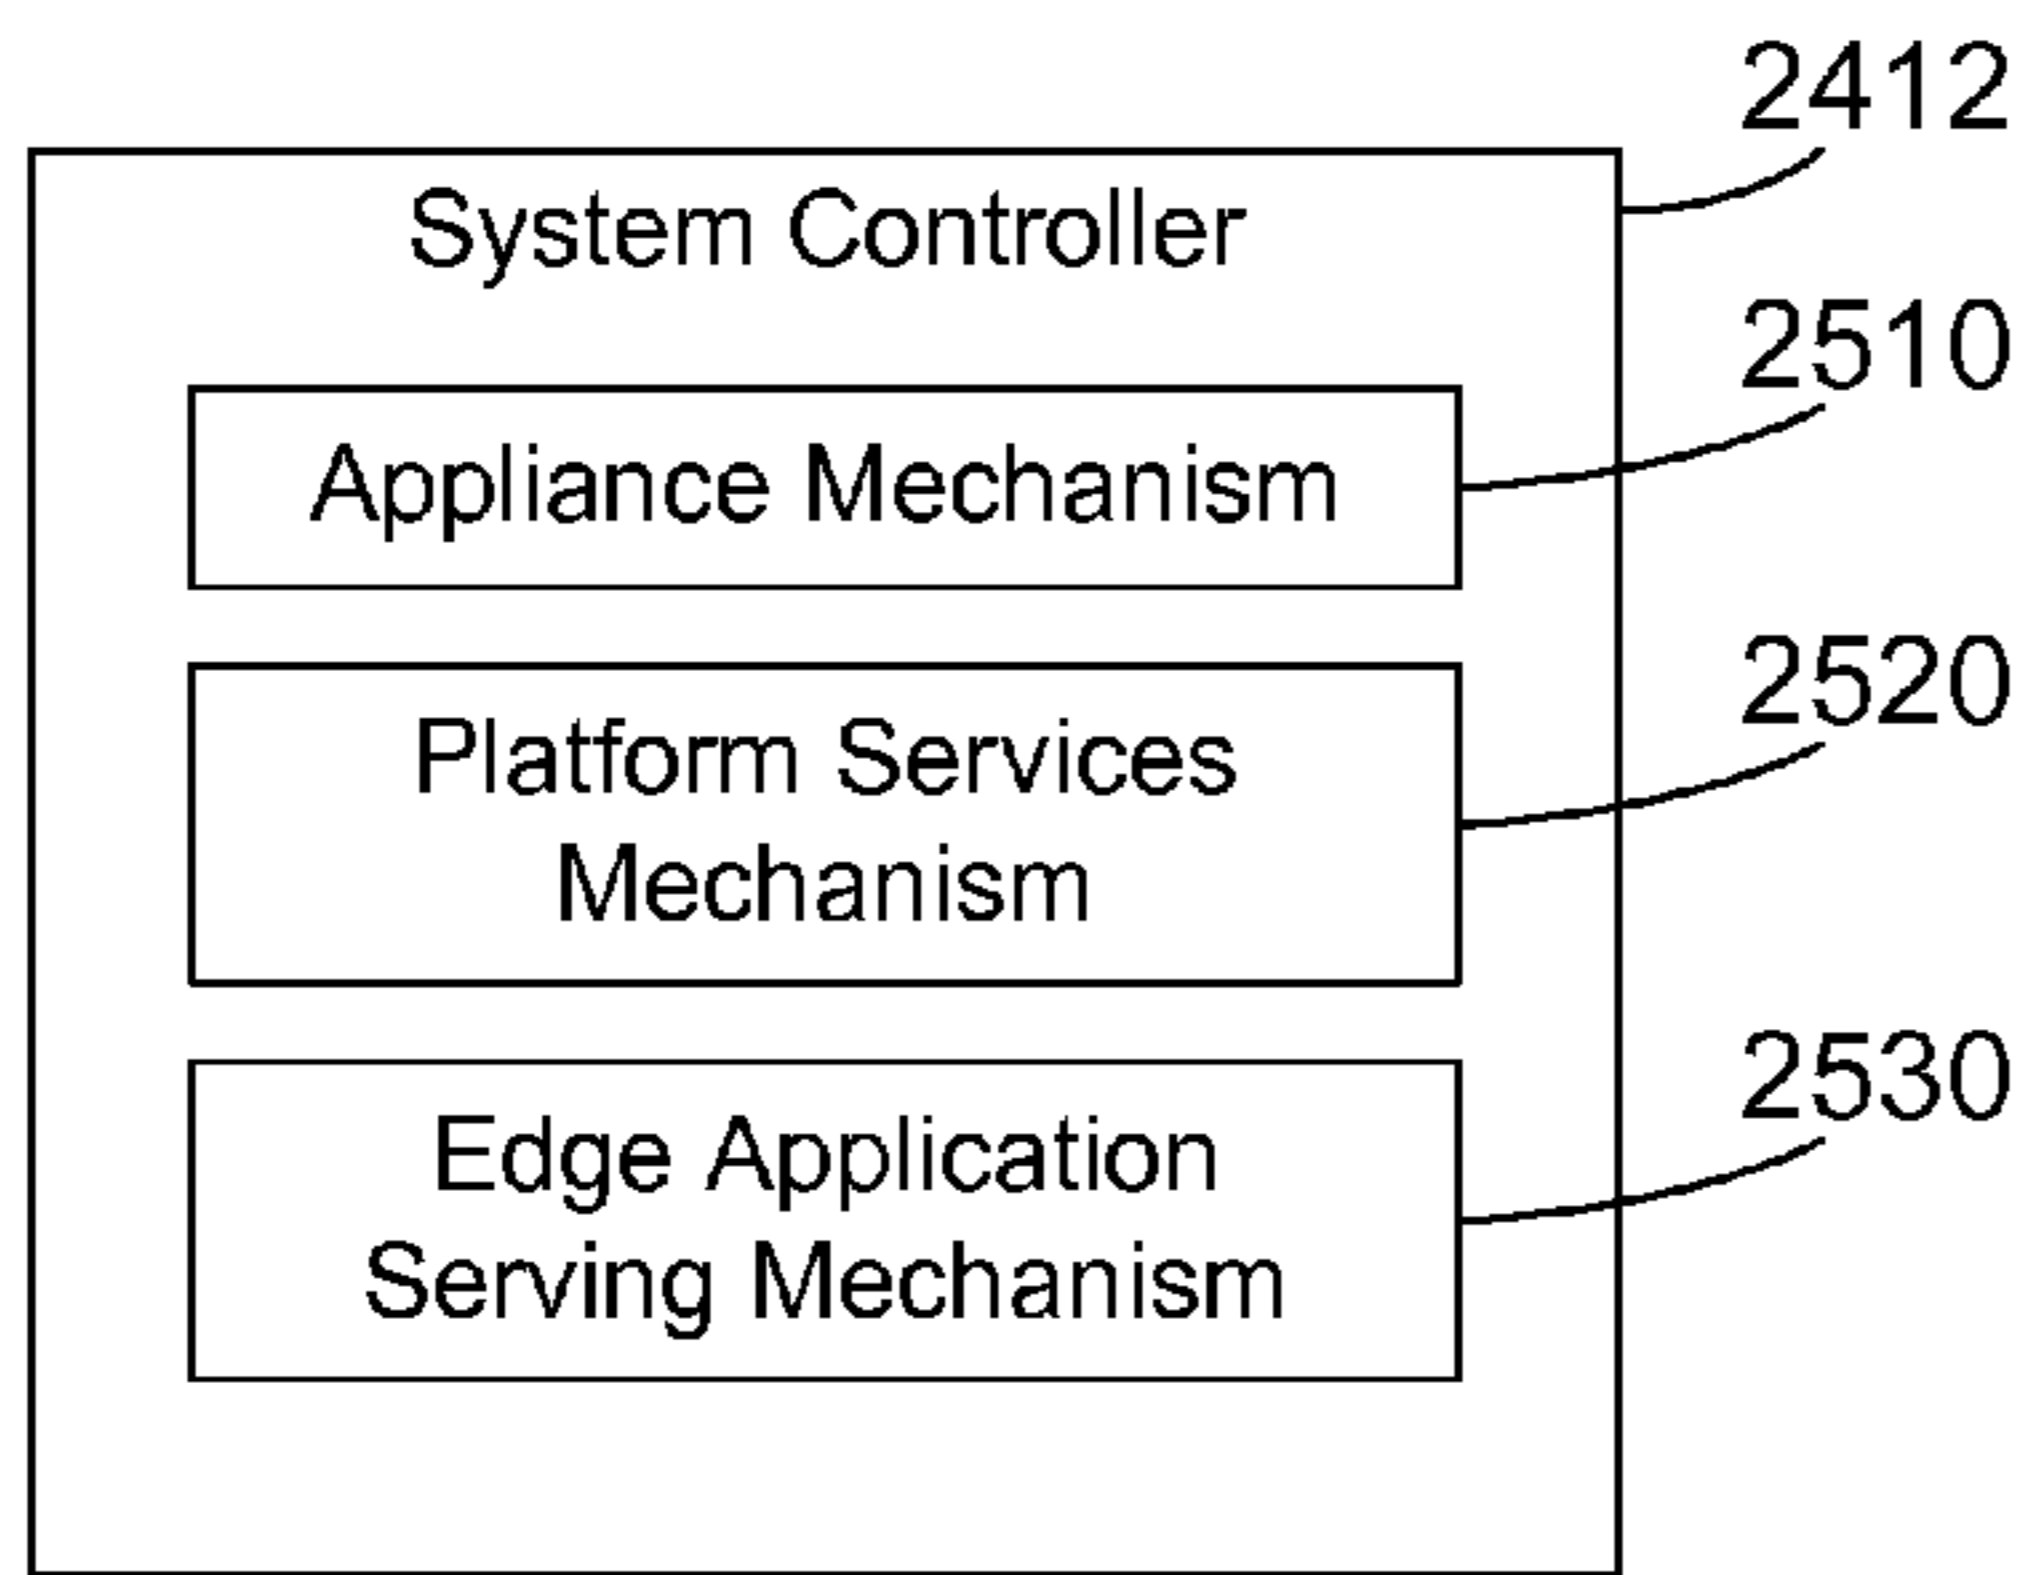 2412
System Controller
2510
Appliance Mechanism
2520
Platform Services
Mechanism
2530
Edge Application
Serving Mechanism